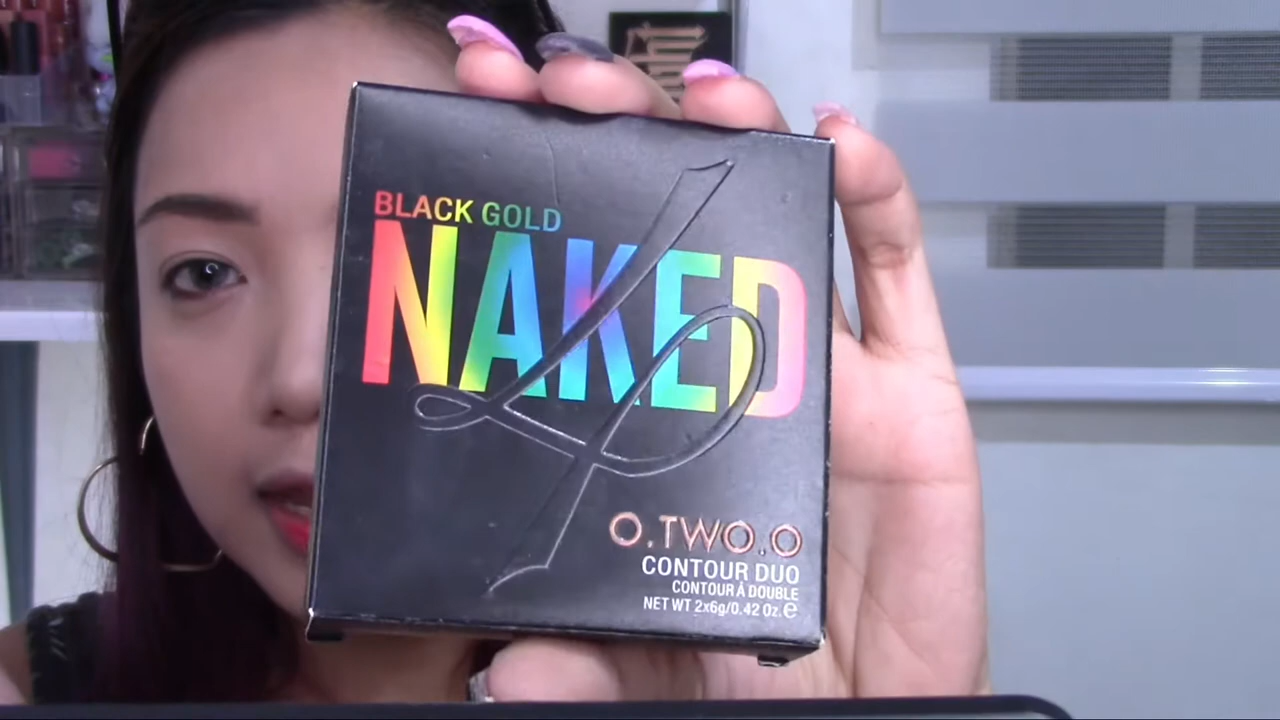 BLACK GOLD
NAKED
O.TWO.O
CONTOUR DUO
CONTOUR À DOUBLE
NET WT 2x6g/0.42 Oz.e